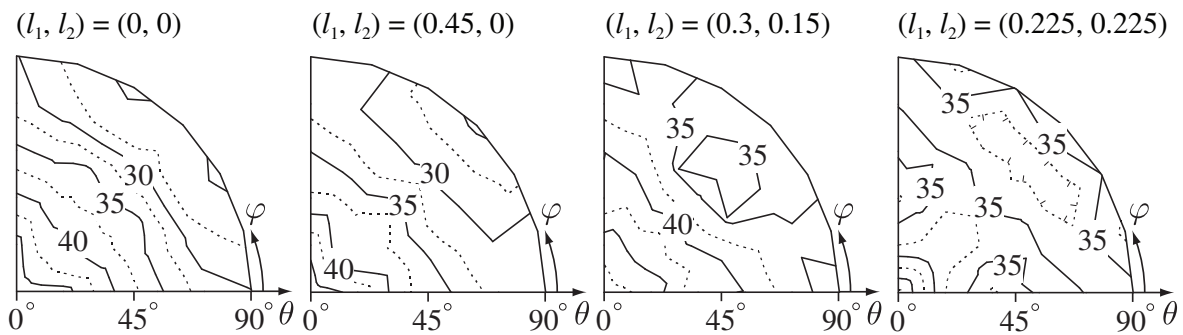 (l₁, l₂) = (0, 0)
(l₁, l₂) = (0.45, 0)
(l₁, l₂) = (0.3, 0.15)
(l₁, l₂) = (0.225, 0.225)
30
35
40
φ
0° 45° 90° θ
30
35
40
φ
0° 45° 90° θ
35
35
40
φ
0° 45° 90° θ
35
35
35
35
35
φ
0° 45° 90° θ